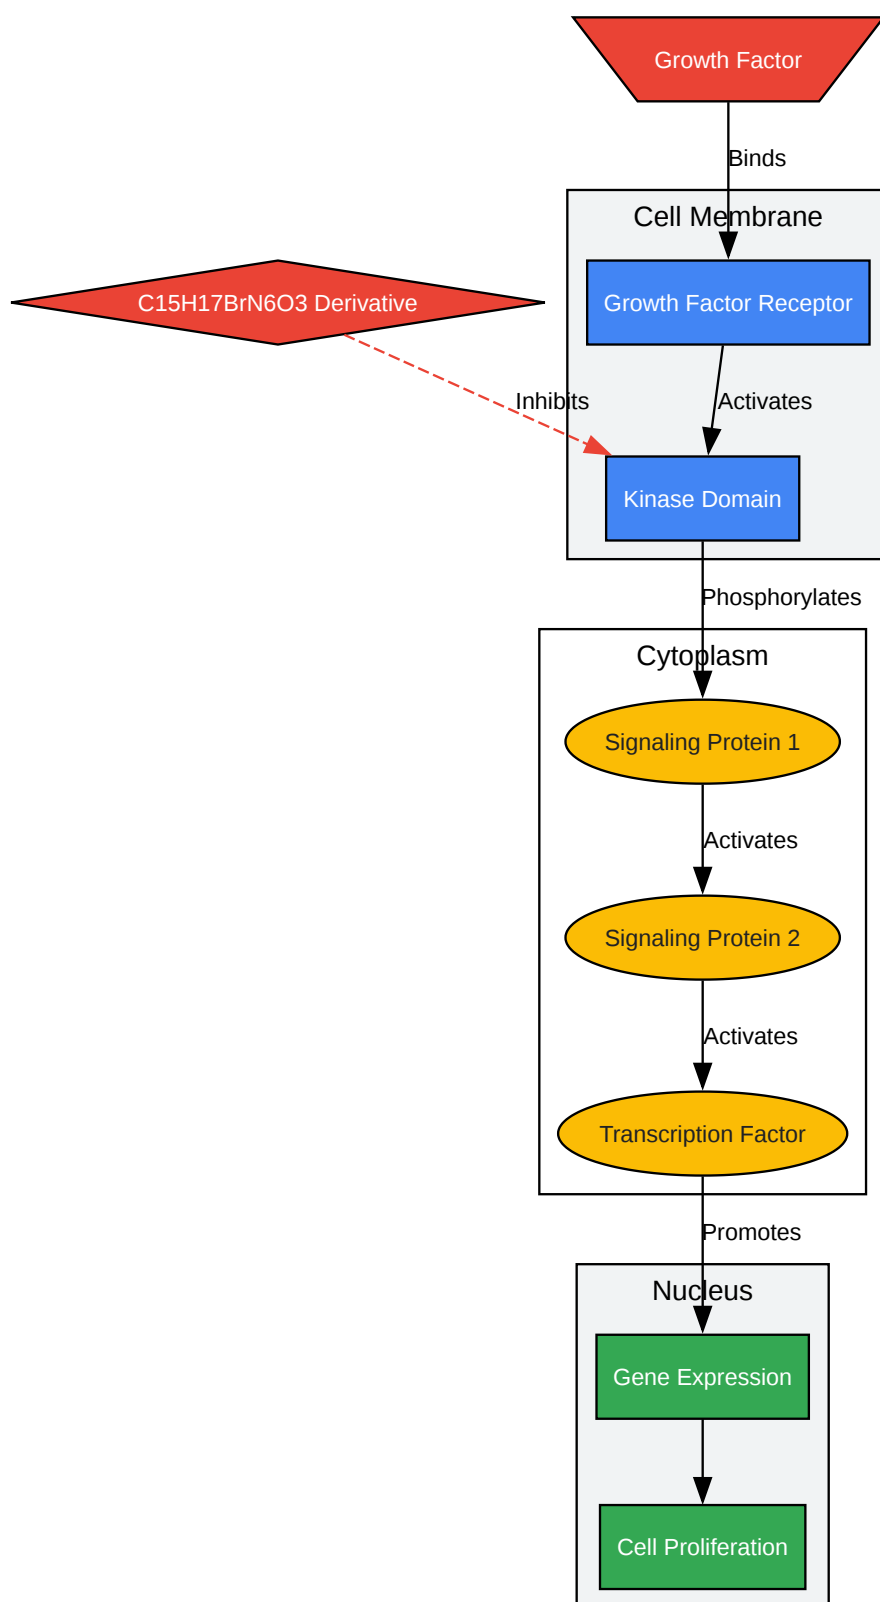 Growth Factor
Binds
Cell Membrane
C15H17BrN6O3 Derivative
Growth Factor Receptor
Inhibits
Activates
Kinase Domain
Phosphorylates
Cytoplasm
Signaling Protein 1
Activates
Signaling Protein 2
Activates
Transcription Factor
Promotes
Nucleus
Gene Expression
Cell Proliferation